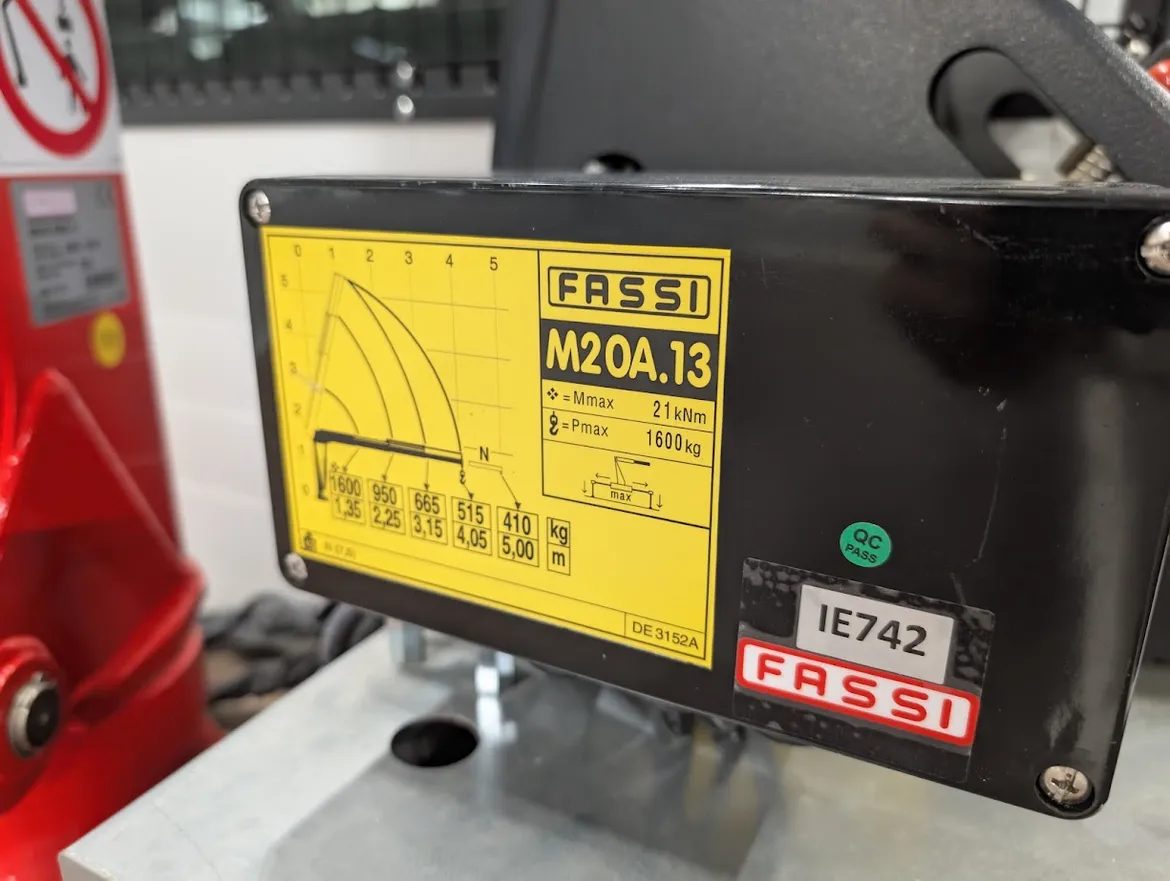 0 1 2 3 4 5
5
4
3
2
1
0
N
1600 950 665 515 410 kg
1,35 2,25 3,15 4,05 5,00 m
DE 3152A
FASSI
M20A.13
= Mmax 21 kNm
= Pmax 1600 kg
max
QC
PASS
IE742
FASSI